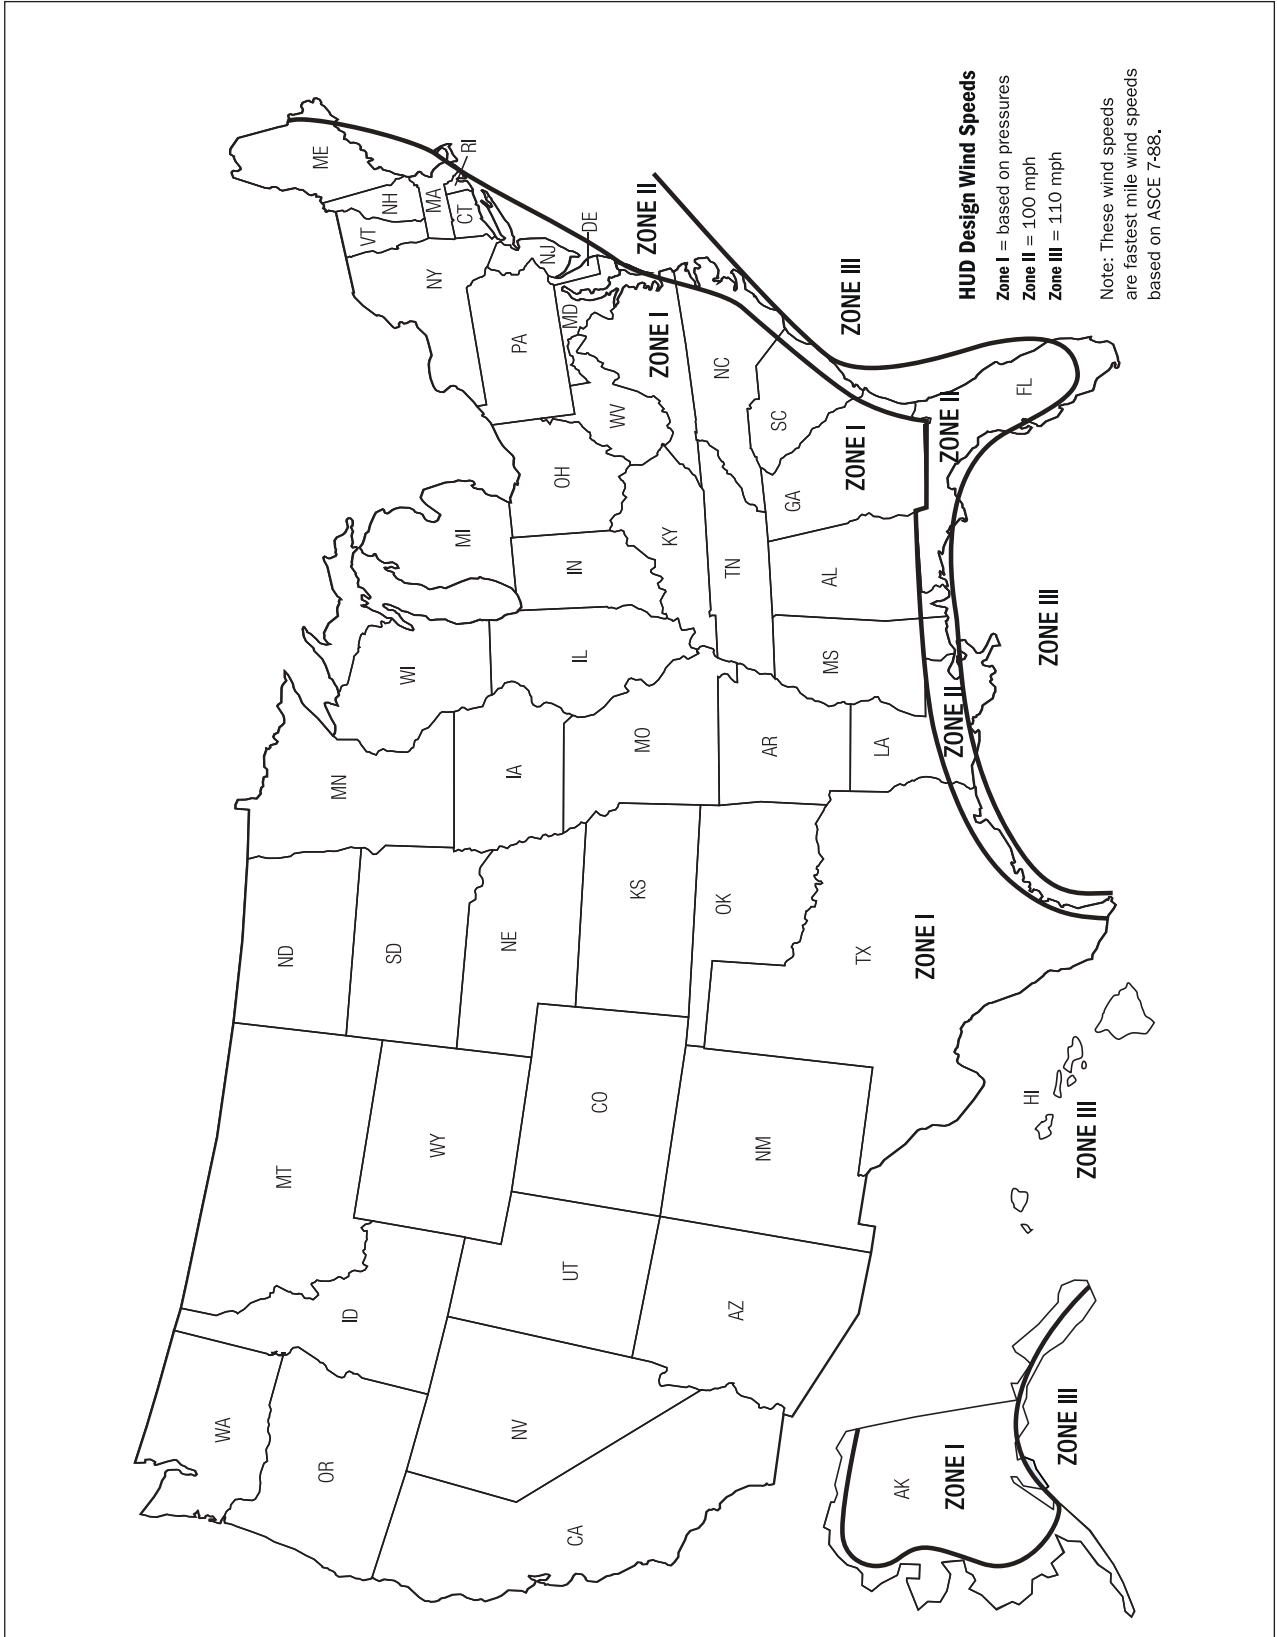 HUD Design Wind Speeds
Zone I = based on pressures
Zone II = 100 mph
Zone III = 110 mph
Note: These wind speeds
are fastest mile wind speeds
based on ASCE 7-88.
WA
OR
CA
NV
ID
MT
WY
UT
AZ
CO
NM
ND
SD
NE
KS
OK
TX
ZONE I
MN
IA
MO
AR
LA
ZONE II
WI
IL
MS
MI
IN
KY
TN
AL
OH
GA
ZONE I
WV
SC
NC
ZONE I
FL
ZONE II
PA
NY
MD
NJ
DE
ZONE II
VT
NH
MA
CT
RI
ME
ZONE III
ZONE III
HI
ZONE III
AK
ZONE I
ZONE III